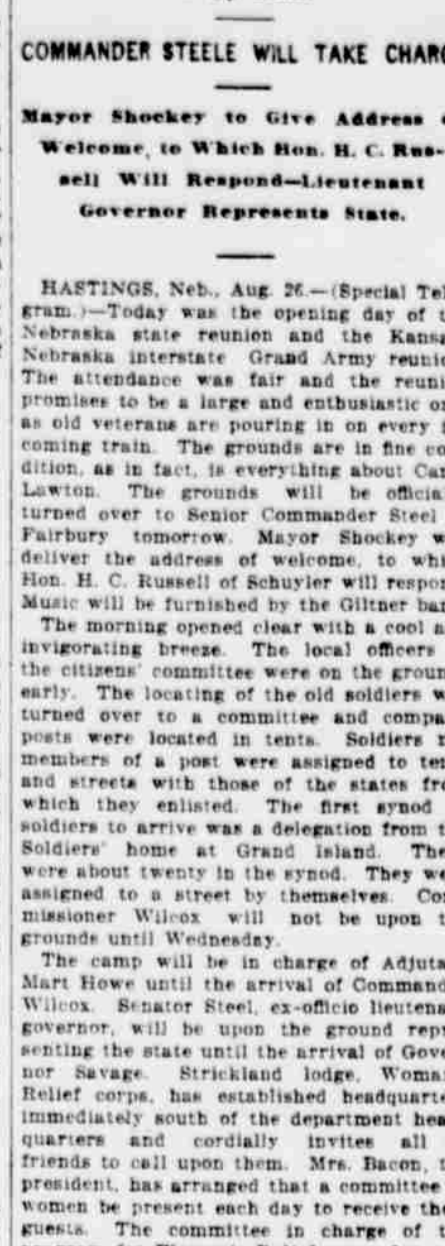 COMMANDER STEELE WILL TAKE CHARG
Mayor Shockey to Give Address
Welcome, to Which Hon. H. C. Rus-
sell Will Respond—Lieutenant
Governor Represents State.
HASTINGS, Neb., Aug. 26.—(Special Tel
gram.)—Today was the opening day of t
Nebraska state reunion and the Kansa
Nebraska interstate Grand Army reunio
The attendance was fair and the reuni
promises to be a large and enthusiastic o
as old veterans are pouring in on every i
coming train. The grounds are in fine co
dition, as in fact, is everything about Cam
Lawton. The grounds will be officia
turned over to Senior Commander Steel
Fairbury tomorrow. Mayor Shockey w
deliver the address of welcome, to whi
Hon. H. C. Russell of Schuyler will respon
Music will be furnished by the Giltner ban
The morning opened clear with a cool a
invigorating breeze. The local officers
the citizens' committee were on the groun
early. The locating of the old soldiers w
turned over to a committee and compa
posts were located in tents. Soldiers n
members of a post were assigned to ten
and streets with those of the states fro
which they enlisted. The first synod
soldiers to arrive was a delegation from t
Soldiers' home at Grand Island. The
were about twenty in the synod. They we
assigned to a street by themselves. Co
missioner Wilcox will not be upon t
grounds until Wednesday.
The camp will be in charge of Adjuta
Mart Howe until the arrival of Command
Wilcox. Senator Steel, ex-officio lieutena
governor, will be upon the ground repr
senting the state until the arrival of Gove
nor Savage. Strickland lodge, Woma
Relief corps, has established headquarte
immediately south of the department hea
quarters and cordially invites all
friends to call upon them. Mrs. Bacon, t
president, has arranged that a committee
women be present each day to receive the
guests. The committee in charge of t